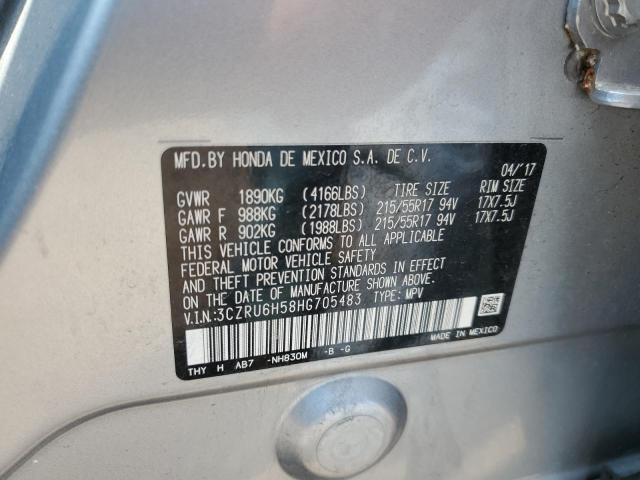 MFD.BY HONDA DE MEXICO S.A. DE C.V. 04/'17
GVWR 1890KG (4166LBS) TIRE SIZE RIM SIZE
GAWR F 988KG (2178LBS) 215/55R17 94V 17X7.5J
GAWR R 902KG (1988LBS) 215/55R17 94V 17X7.5J
THIS VEHICLE CONFORMS TO ALL APPLICABLE
FEDERAL MOTOR VEHICLE SAFETY
AND THEFT PREVENTION STANDARDS IN EFFECT
ON THE DATE OF MANUFACTURE SHOWN ABOVE.
V.I.N:3CZRU6H58HG705483 TYPE: MPV
THY H AB7 -NH830M -B -G
MADE IN MEXICO